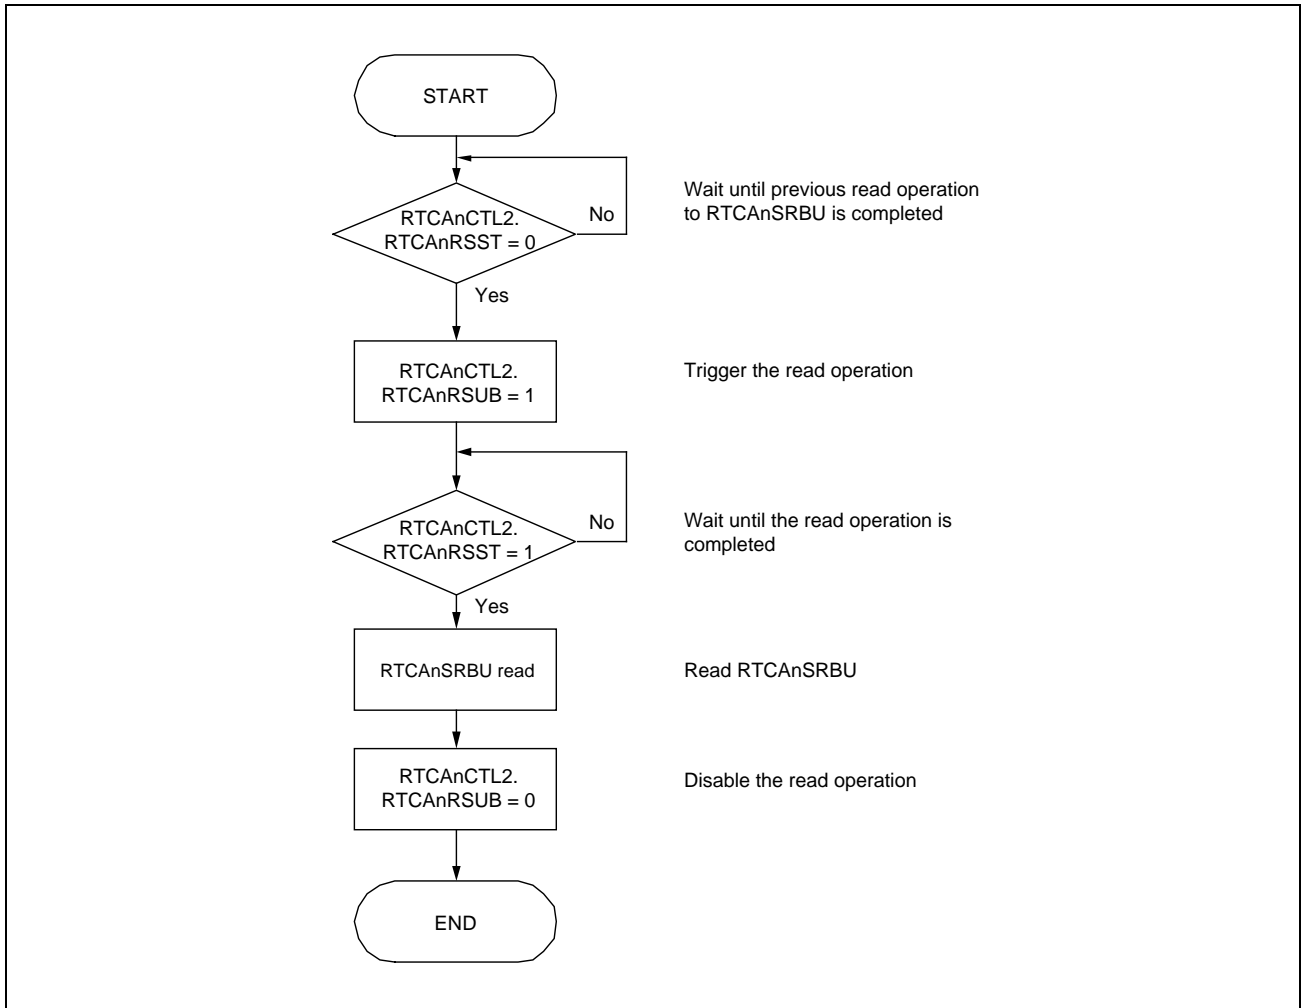 START
Wait until previous read operation
to RTCAnSRBU is completed
RTCAnCTL2.
RTCAnRSST = 0
No
Yes
RTCAnCTL2.
RTCAnRSUB = 1
Trigger the read operation
RTCAnCTL2.
RTCAnRSST = 1
No
Wait until the read operation is
completed
Yes
RTCAnSRBU read
Read RTCAnSRBU
RTCAnCTL2.
RTCAnRSUB = 0
Disable the read operation
END